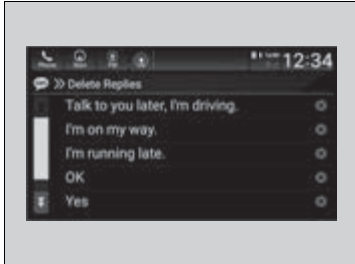 12:34
Delete Replies
Talk to you later, I'm driving.
I'm on my way.
I'm running late.
OK
Yes